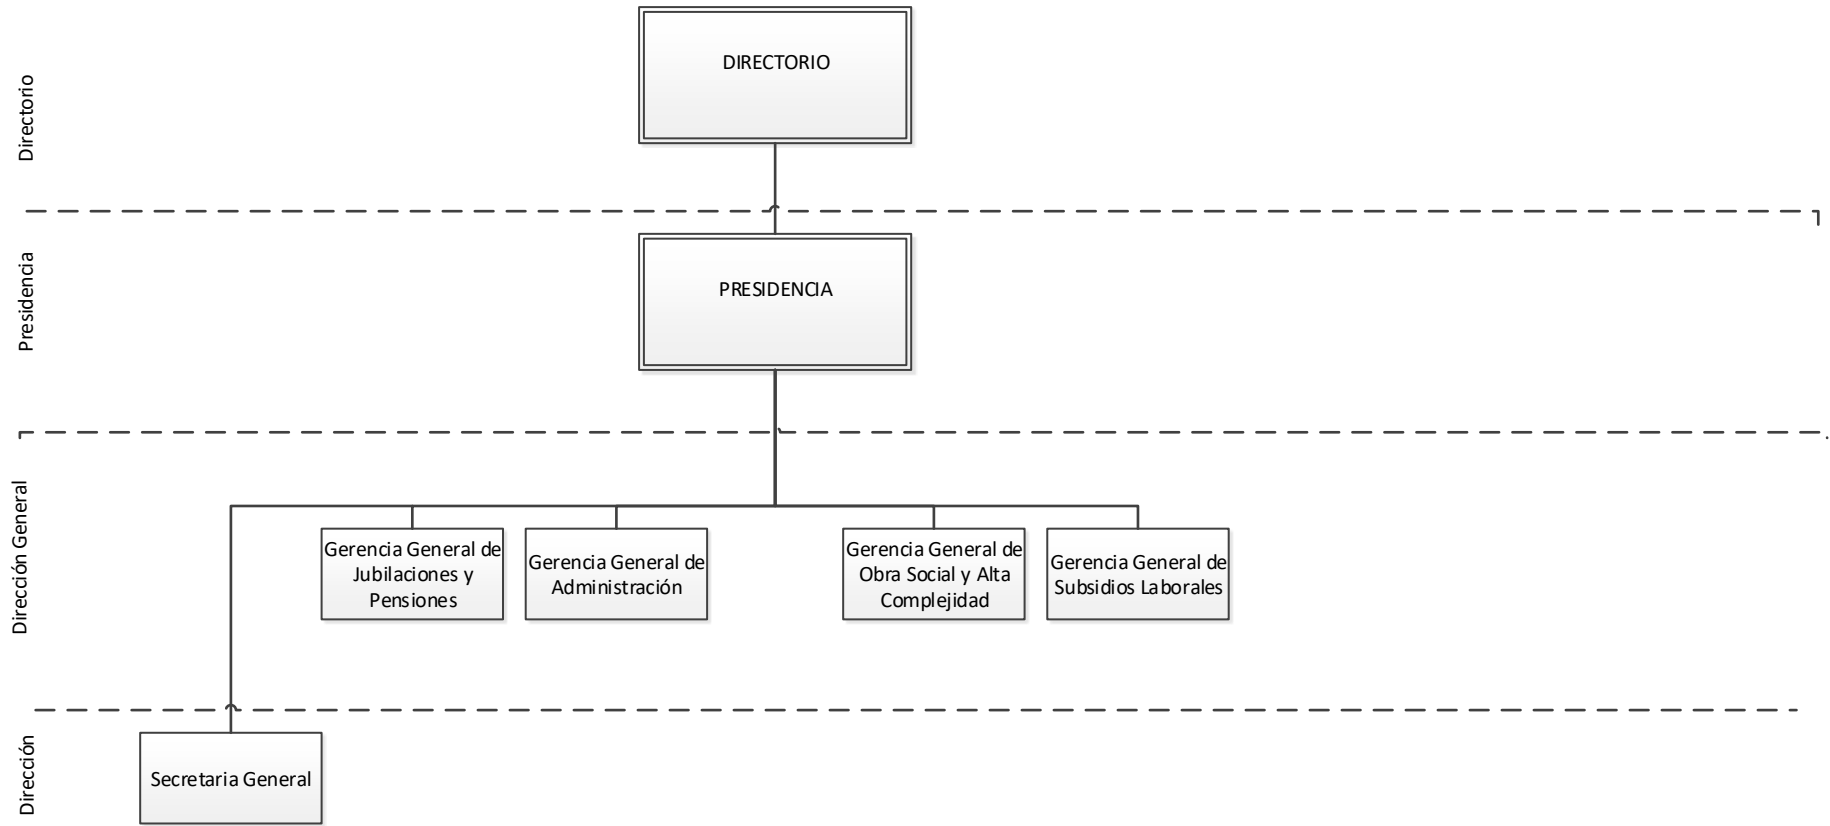 Directorio
DIRECTORIO
Presidencia
PRESIDENCIA
Dirección General
Gerencia General de
Jubilaciones y
Pensiones
Gerencia General de
Administración
Gerencia General de
Obra Social y Alta
Complejidad
Gerencia General de
Subsidios Laborales
Dirección
Secretaria General